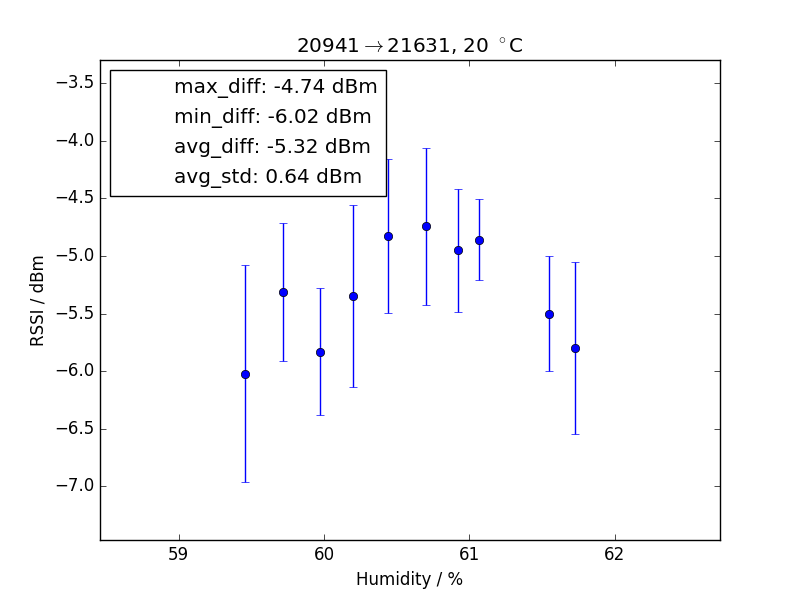 20941→21631, 20 °C
max_diff: -4.74 dBm
min_diff: -6.02 dBm
avg_diff: -5.32 dBm
avg_std: 0.64 dBm
RSSI / dBm
−3.5
−4.0
−4.5
−5.0
−5.5
−6.0
−6.5
−7.0
59 60 61 62
Humidity / %